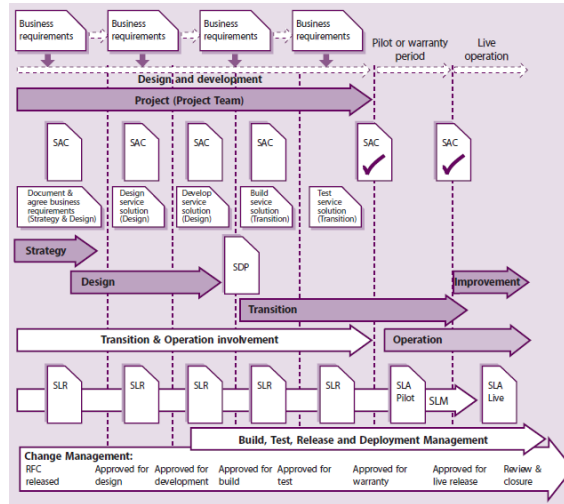 Business
requirements
Business
requirements
Business
requirements
Business
requirements
Pilot or warranty
period
Live
operation
Design and development
Project (Project Team)
SAC
SAC
SAC
SAC
SAC
SAC
Document &
agree business
requirements
(Strategy & Design)
Design
service
solution
(Design)
Develop
service
solution
(Design)
Build
sevice
solution
(Transition)
Test
service
solution
(Transition)
Strategy
SDP
Design
Improvement
Transition
Transition & Operation involvement
Operation
SLR
SLR
SLR
SLR
SLR
SLA
Pilot
SLM
SLA
Live
Build, Test, Release and Deployment Management
Change Management:
RFC
released
Approved for
design
Approved for
development
Approved for
build
Approved for
test
Approved for
warranty
Approved for
live release
Review &
closure